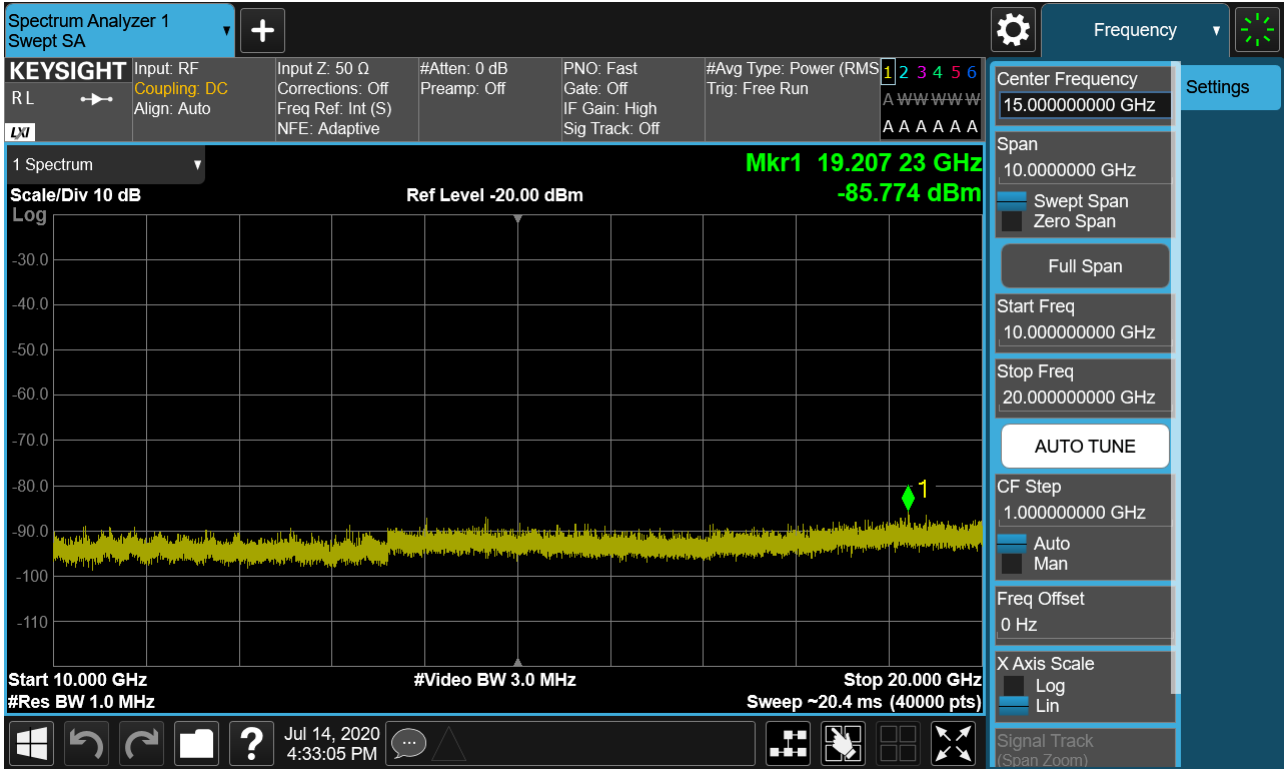 Spectrum Analyzer 1
Swept SA
Frequency
KEYSIGHT
R L
LXI
Input: RF
Coupling: DC
Align: Auto
Input Z: 50 Ω
Corrections: Off
Freq Ref: Int (S)
NFE: Adaptive
#Atten: 0 dB
Preamp: Off
PNO: Fast
Gate: Off
IF Gain: High
Sig Track: Off
#Avg Type: Power (RMS
Trig: Free Run
1 2 3 4 5 6
A W W W W W
A A A A A A
1 Spectrum
Scale/Div 10 dB
Log
Ref Level -20.00 dBm
Mkr1 19.207 23 GHz
-85.774 dBm
-30.0
-40.0
-50.0
-60.0
-70.0
-80.0
-90.0
-100
-110
1
Start 10.000 GHz
#Res BW 1.0 MHz
#Video BW 3.0 MHz
Stop 20.000 GHz
Sweep ~20.4 ms (40000 pts)
Jul 14, 2020
4:33:05 PM
Center Frequency
15.000000000 GHz
Span
10.0000000 GHz
Swept Span
Zero Span
Full Span
Start Freq
10.000000000 GHz
Stop Freq
20.000000000 GHz
AUTO TUNE
CF Step
1.000000000 GHz
Auto
Man
Freq Offset
0 Hz
X Axis Scale
Log
Lin
Signal Track
(Span Zoom)
Settings